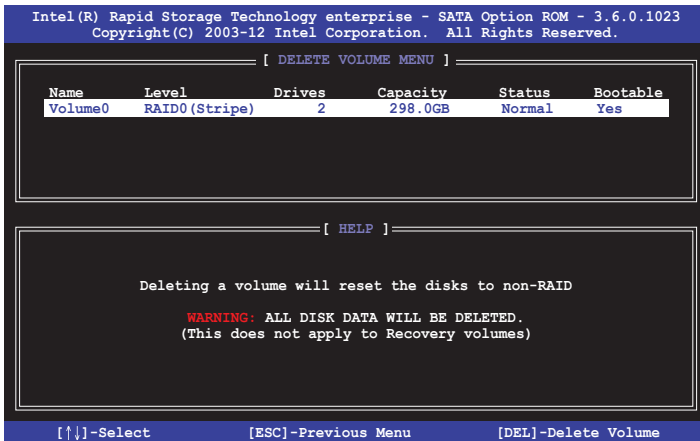 Intel(R) Rapid Storage Technology enterprise - SATA Option ROM - 3.6.0.1023
Copyright(C) 2003-12 Intel Corporation.  All Rights Reserved.
[ DELETE VOLUME MENU ]
Name Level Drives Capacity Status Bootable
Volume0 RAID0(Stripe) 2 298.0GB Normal Yes
[ HELP ]
Deleting a volume will reset the disks to non-RAID
WARNING: ALL DISK DATA WILL BE DELETED.
(This does not apply to Recovery volumes)
[↑↓]-Select [ESC]-Previous Menu [DEL]-Delete Volume